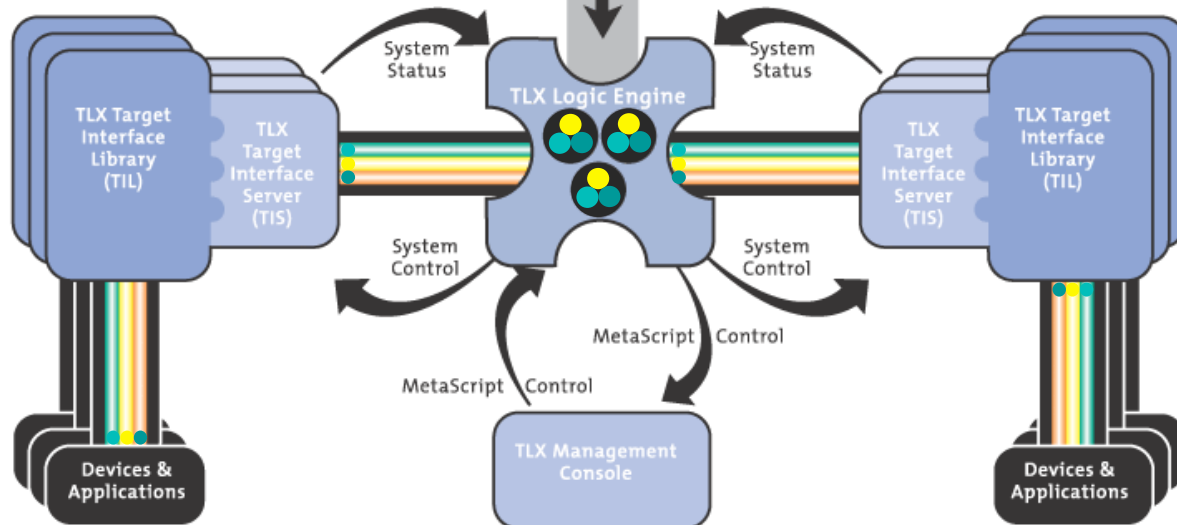 System
Status
System
Status
TLX Logic Engine
TLX Target
Interface
Library
(TIL)
TLX
Target
Interface
Server
(TIS)
TLX
Target
Interface
Server
(TIS)
TLX Target
Interface
Library
(TIL)
System
Control
System
Control
MetaScript Control
MetaScript Control
TLX Management
Console
Devices &
Applications
Devices &
Applications